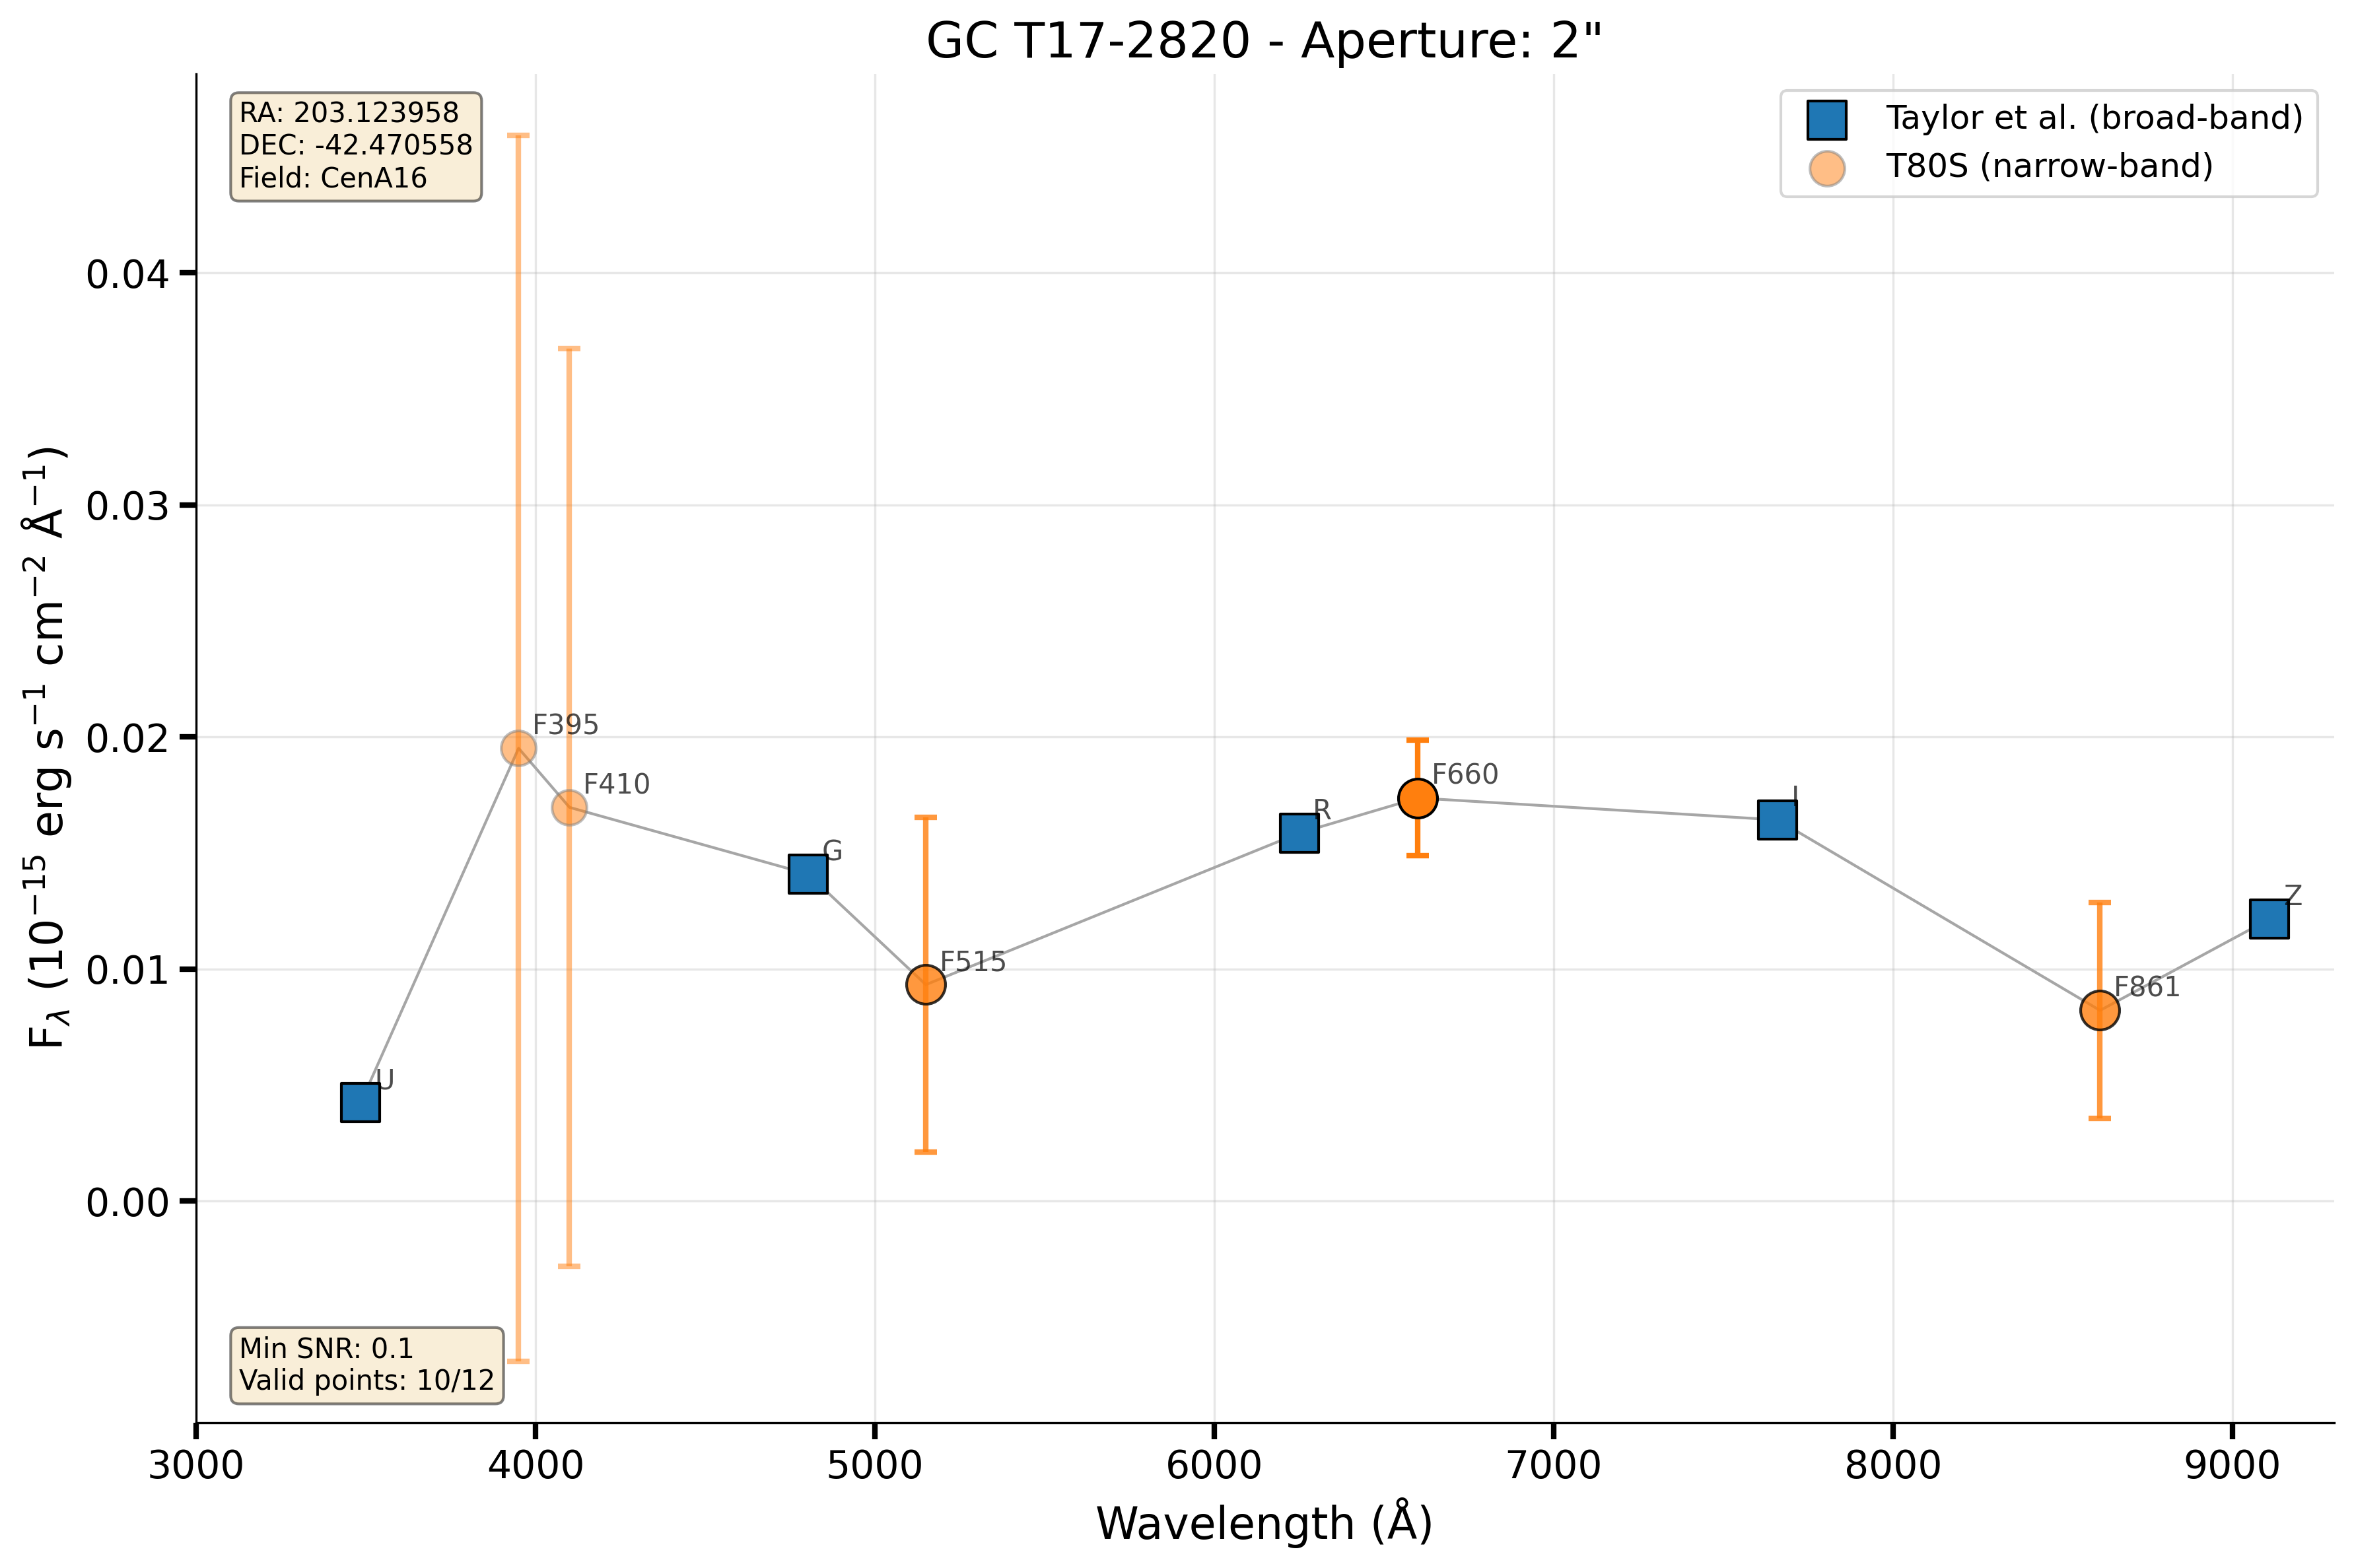 GC T17-2820 - Aperture: 2"
RA: 203.123958
DEC: -42.470558
Field: CenA16
Taylor et al. (broad-band)
T80S (narrow-band)
0.04
0.03
0.02
0.01
0.00
F_λ (10⁻¹⁵ erg s⁻¹ cm⁻² Å⁻¹)
U
F395
F410
G
F515
R
F660
I
F861
Z
Min SNR: 0.1
Valid points: 10/12
3000 4000 5000 6000 7000 8000 9000
Wavelength (Å)